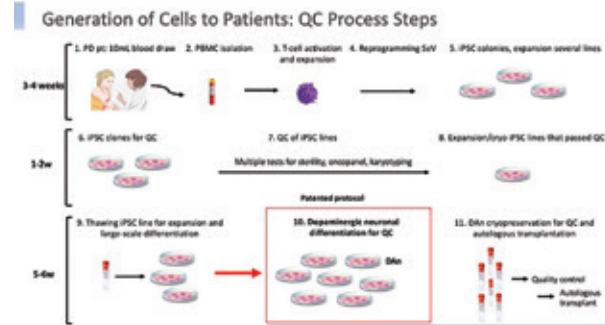 Generation of Cells to Patients: QC Process Steps
1. PD pt: 10mL blood draw
2. PBMC isolation
3. T cell activation
and expansion
4. Reprogramming SeV
5. iPSC colonies, expansion several lines
3-4 weeks
6. iPSC clones for QC
7. QC of iPSC lines
8. Expansion/cryo iPSC lines that passed QC
1-2w
Multiple tests for sterility, oncopanel, karyotyping
Patented protocol
9. Thawing iPSC line for expansion and
large-scale differentiation
10. Dopaminergic neuronal
differentiation for QC
11. DAn cryopreservation for QC and
autologous transplantation
5-6w
DAn
Quality control
Autologous
transplant